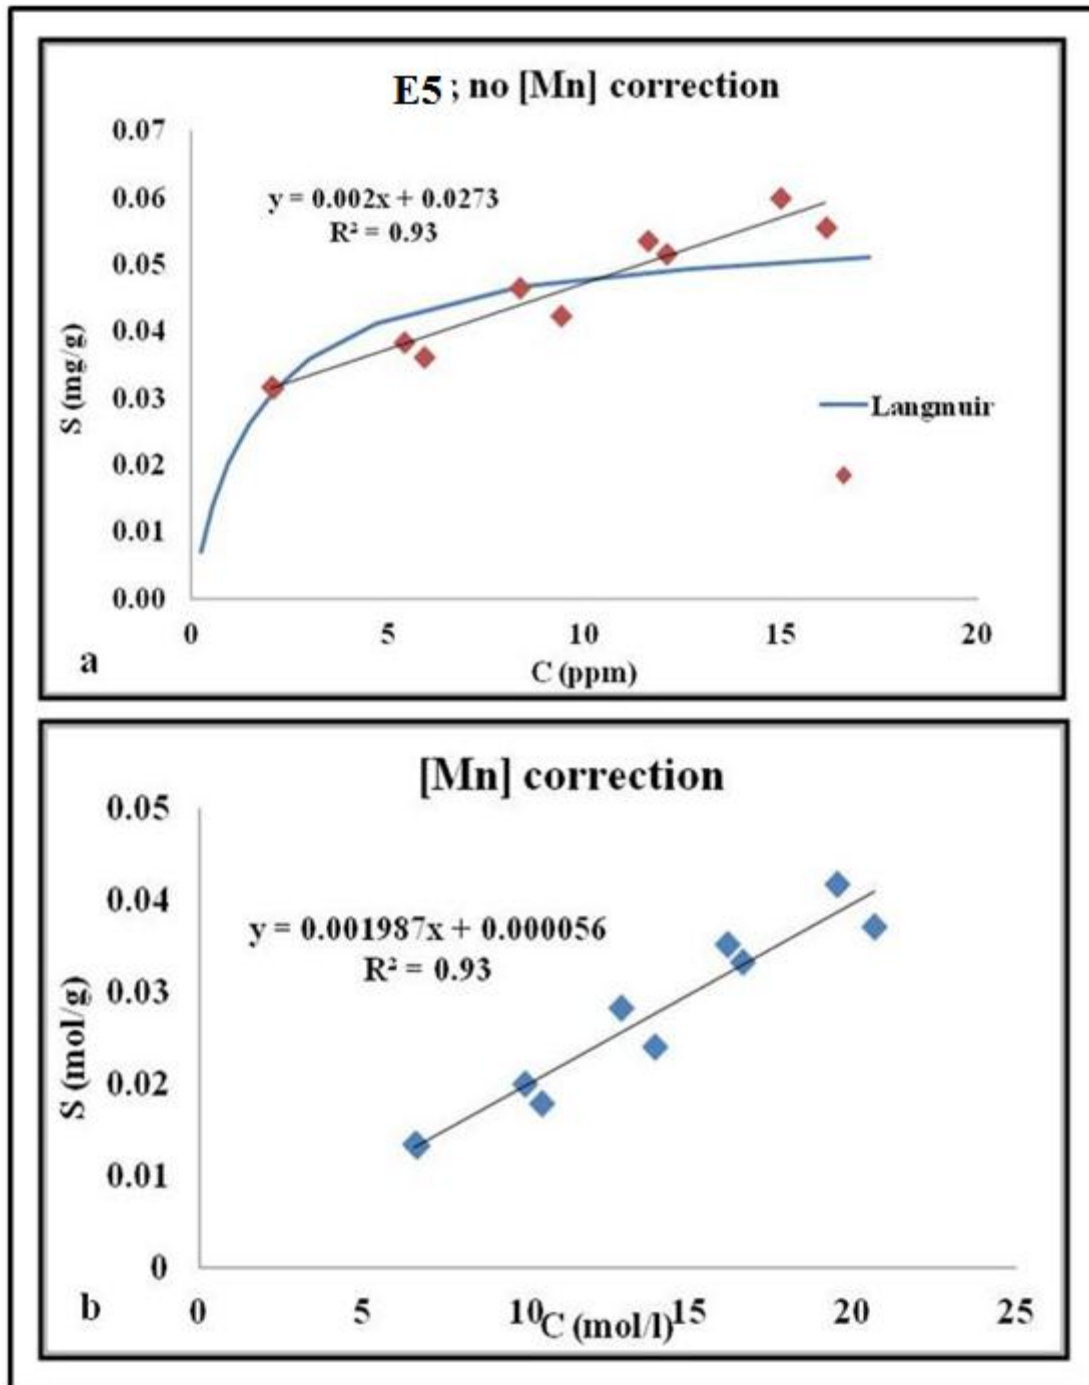 E5 ; no [Mn] correction
0.07
0.06
0.05
0.04
0.03
0.02
0.01
0.00
y = 0.002x + 0.0273
R² = 0.93
Langmuir
S (mg/g)
0 5 10 15 20
C (ppm)
a
[Mn] correction
0.05
0.04
0.03
0.02
0.01
0
y = 0.001987x + 0.000056
R² = 0.93
S (mol/g)
0 5 10 15 20 25
C (mol/l)
b